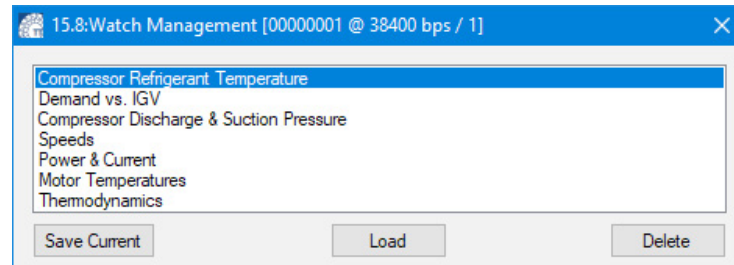 15.8:Watch Management [00000001 @ 38400 bps / 1]
Compressor Refrigerant Temperature
Demand vs. IGV
Compressor Discharge & Suction Pressure
Speeds
Power & Current
Motor Temperatures
Thermodynamics
Save Current Load Delete